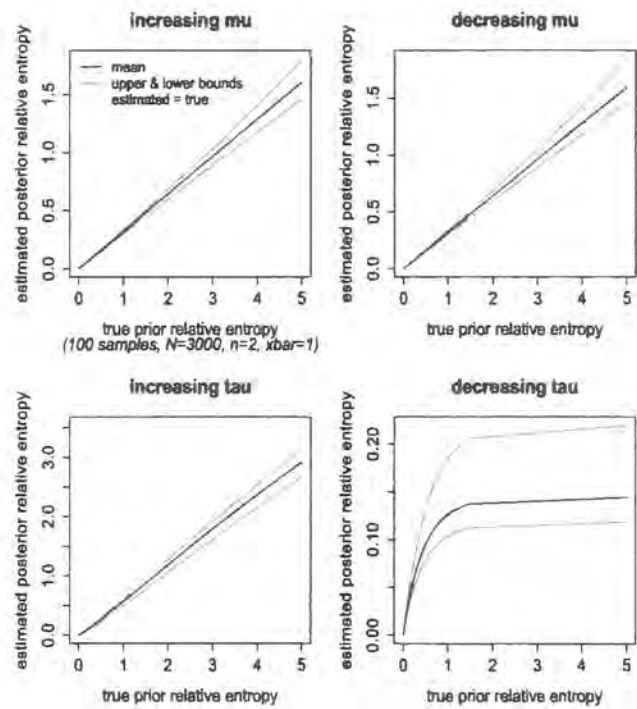 increasing mu
estimated posterior relative entropy
0.0 0.5 1.0 1.5
mean
upper & lower bounds
estimated = true
0 1 2 3 4 5
true prior relative entropy
(100 samples, N=3000, n=2, xbar=1)
decreasing mu
estimated posterior relative entropy
0.0 0.5 1.0 1.5
0 1 2 3 4 5
true prior relative entropy
increasing tau
estimated posterior relative entropy
0.0 1.0 2.0 3.0
0 1 2 3 4 5
true prior relative entropy
decreasing tau
estimated posterior relative entropy
0.00 0.10 0.20
0 1 2 3 4 5
true prior relative entropy